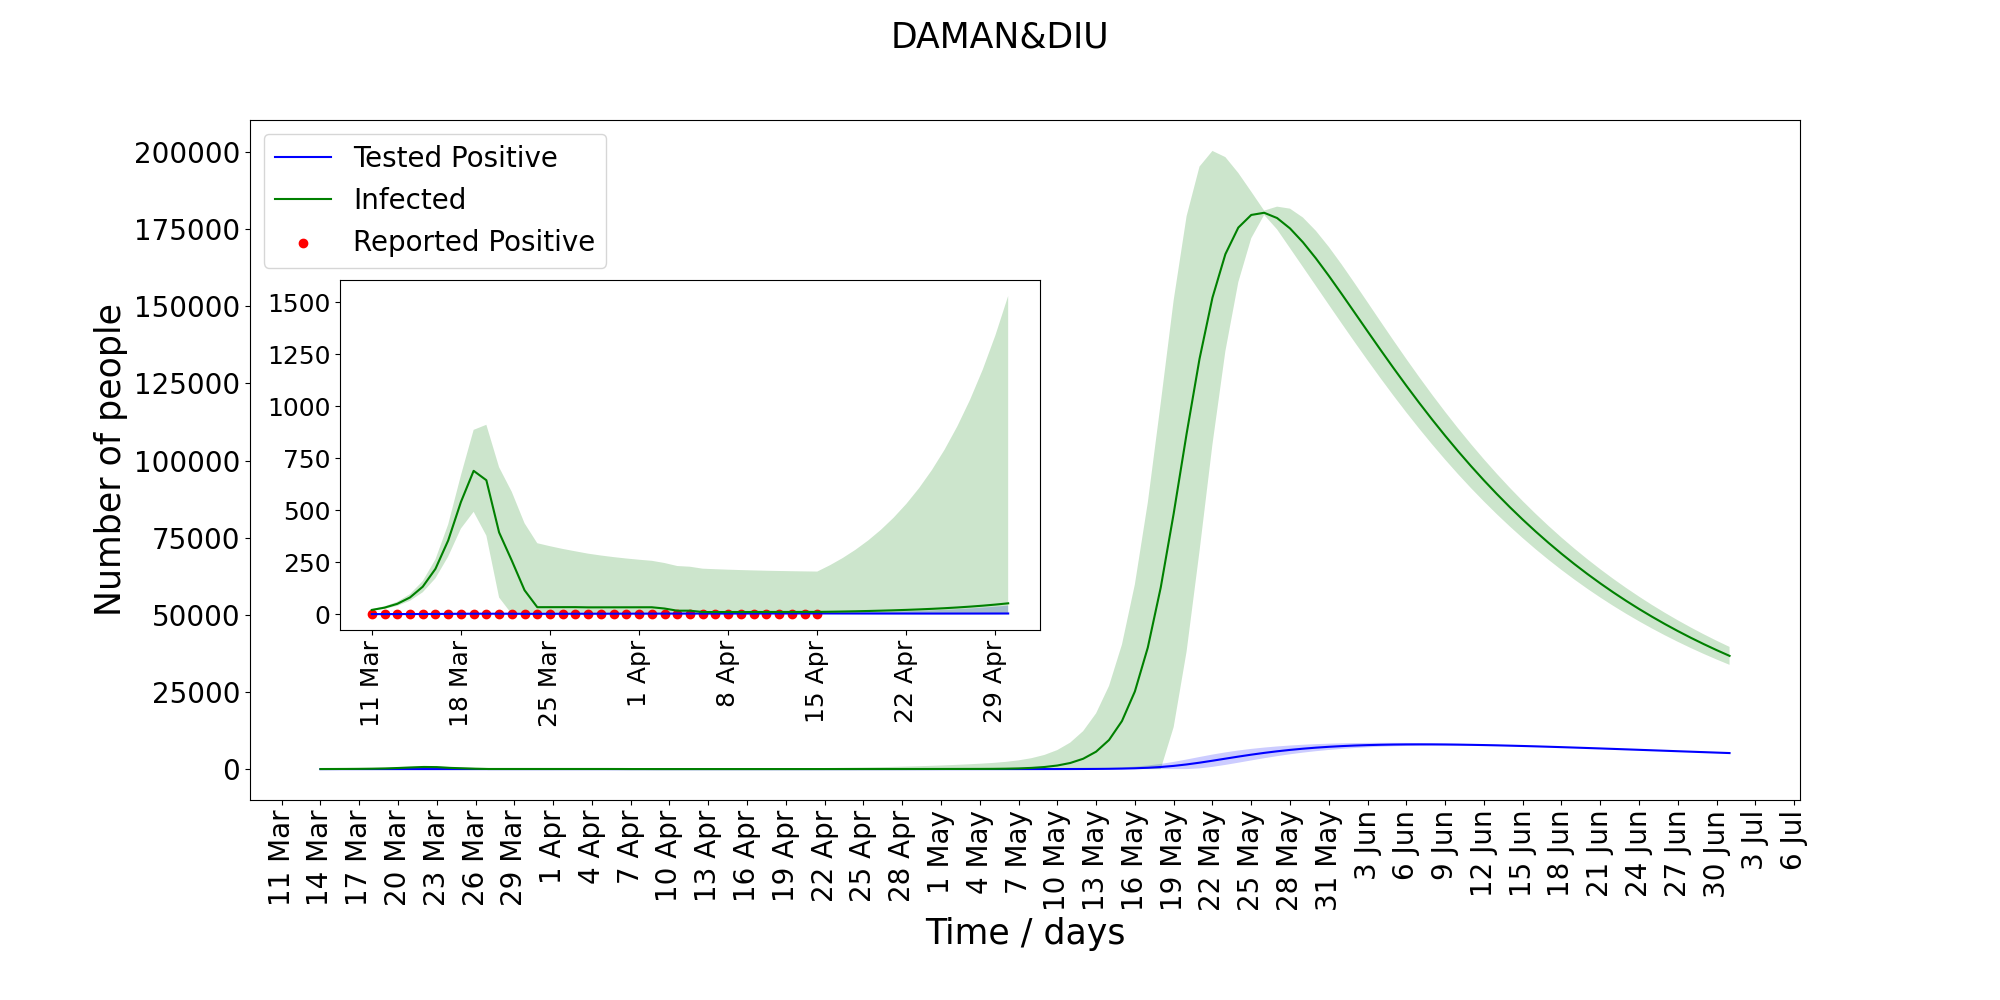 DAMAN&DIU
Tested Positive
Infected
Reported Positive
Number of people
200000
175000
150000
125000
100000
75000
50000
25000
0
1500
1250
1000
750
500
250
0
11 Mar
18 Mar
25 Mar
1 Apr
8 Apr
15 Apr
22 Apr
29 Apr
11 Mar
14 Mar
17 Mar
20 Mar
23 Mar
26 Mar
29 Mar
1 Apr
4 Apr
7 Apr
10 Apr
13 Apr
16 Apr
19 Apr
22 Apr
25 Apr
28 Apr
1 May
4 May
7 May
10 May
13 May
16 May
19 May
22 May
25 May
28 May
31 May
3 Jun
6 Jun
9 Jun
12 Jun
15 Jun
18 Jun
21 Jun
24 Jun
27 Jun
30 Jun
3 Jul
6 Jul
Time / days